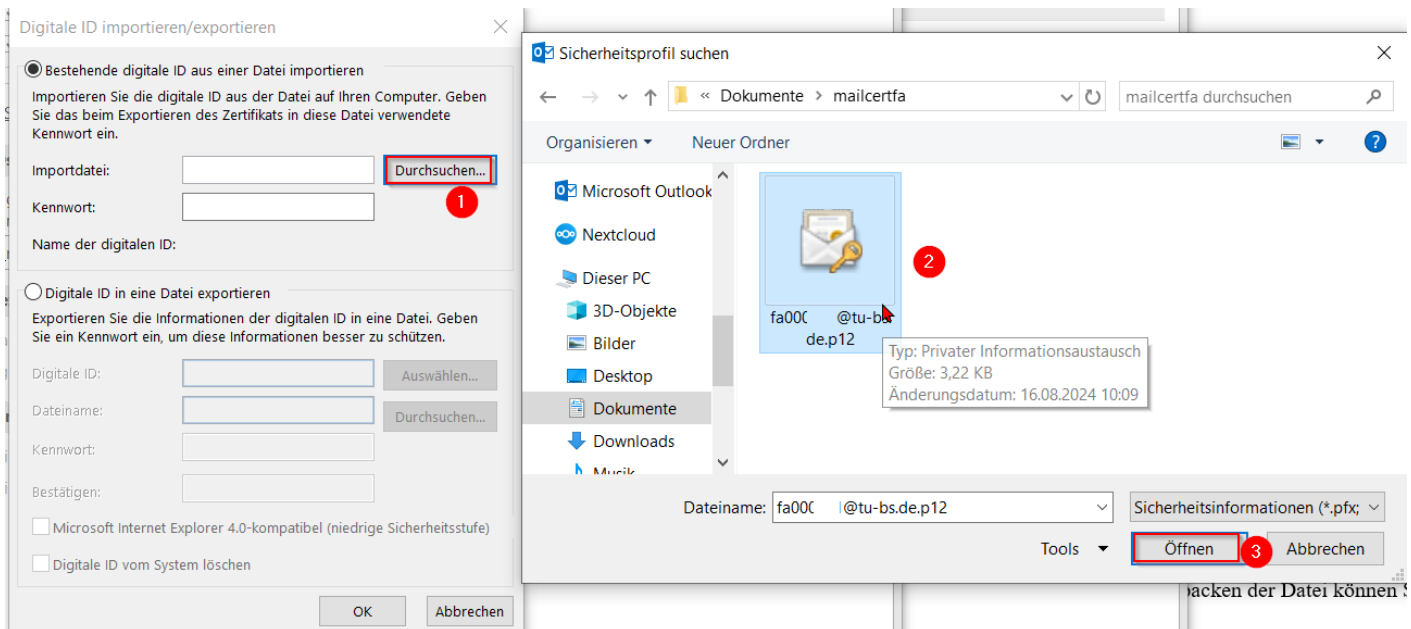 Digitale ID importieren/exportieren
Bestehende digitale ID aus einer Datei importieren
Importieren Sie die digitale ID aus der Datei auf Ihren Computer. Geben
Sie das beim Exportieren des Zertifikats in diese Datei verwendete
Kennwort ein.
Importdatei:
Durchsuchen...
1
Kennwort:
Name der digitalen ID:
Digitale ID in eine Datei exportieren
Exportieren Sie die Informationen der digitalen ID in eine Datei. Geben
Sie ein Kennwort ein, um diese Informationen besser zu schützen.
Digitale ID:
Auswählen...
Dateiname:
Durchsuchen...
Kennwort:
Bestätigen:
Microsoft Internet Explorer 4.0-kompatibel (niedrige Sicherheitsstufe)
Digitale ID vom System löschen
OK
Abbrechen
Sicherheitsprofil suchen
« Dokumente > mailcertfa
mailcertfa durchsuchen
Organisieren
Neuer Ordner
Microsoft Outlook
Nextcloud
Dieser PC
3D-Objekte
Bilder
Desktop
Dokumente
Downloads
Musik
fa000 @tu-bs
de.p12
2
Typ: Privater Informationsaustausch
Größe: 3,22 KB
Änderungsdatum: 16.08.2024 10:09
Dateiname:
fa000 @tu-bs.de.p12
Sicherheitsinformationen (*.pfx;
Tools
Öffnen
3
Abbrechen
der Datei können